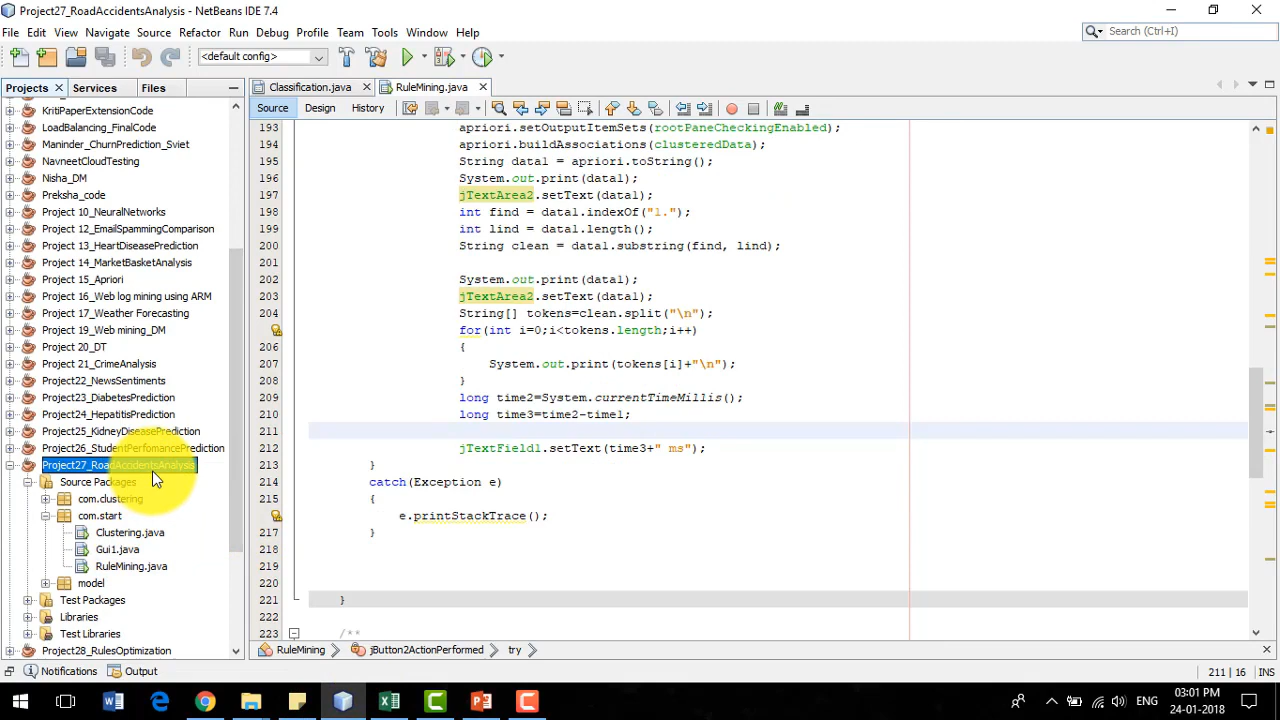 Project27_RoadAccidentsAnalysis - NetBeans IDE 7.4
File Edit View Navigate Source Refactor Run Debug Profile Team Tools Window Help
Search (Ctrl+I)
<default config>
Projects Services Files
Classification.java RuleMining.java
Source Design History
KritPaperExtensionCode
LoadBalancing_FinalCode
Maninder_ChurnPrediction_Sviet
NavneetCloudTesting
Nisha_DM
Preksha_code
Project 10_NeuralNetworks
Project 12_EmailSpammingComparison
Project 13_HeartDiseasePrediction
Project 14_MarketBasketAnalysis
Project 15_Apriori
Project 16_Web log mining using ARM
Project 17_Weather Forecasting
Project 19_Web mining_DM
Project 20_DT
Project 21_CrimeAnalysis
Project22_NewsSentiments
Project23_DiabetesPrediction
Project24_HepatitisPrediction
Project25_KidneyDiseasePrediction
Project26_StudentPerfomancePrediction
Project27_RoadAccidentsAnalysis
Source Packages
com.clustering
com.start
Clustering.java
Gui1.java
RuleMining.java
model
Test Packages
Libraries
Test Libraries
Project28_RulesOptimization
193 apriori.setOutputItemSets(rootPaneCheckingEnabled);
194 apriori.buildAssociations(clusteredData);
195 String data1 = apriori.toString();
196 System.out.print(data1);
197 jTextArea2.setText(data1);
198 int find = data1.indexOf("1.");
199 int lind = data1.length();
200 String clean = data1.substring(find, lind);
201
202 System.out.print(data1);
203 jTextArea2.setText(data1);
204 String[] tokens=clean.split("\n");
for(int i=0;i<tokens.length;i++)
206 {
207 System.out.print(tokens[i]+"\n");
208 }
209 long time2=System.currentTimeMillis();
210 long time3=time2-time1;
211
212 jTextField1.setText(time3+" ms");
213 }
214 catch(Exception e)
215 {
e.printStackTrace();
217 }
218
219
220
221 }
222
223 /**
RuleMining jButton2ActionPerformed try
Notifications Output
211 | 16 INS
ENG
03:01 PM
24-01-2018